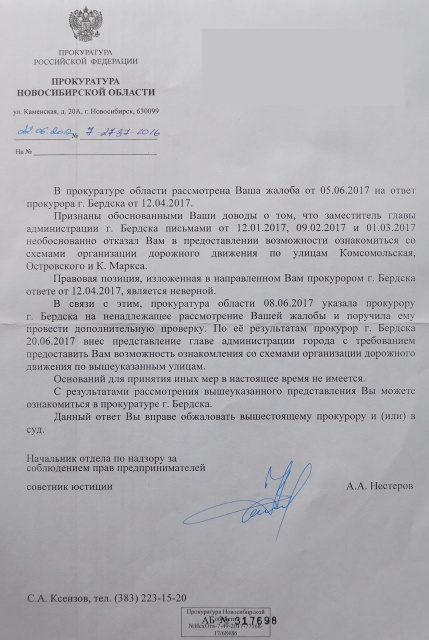 ПРОКУРАТУРА
РОССИЙСКОЙ ФЕДЕРАЦИИ
ПРОКУРАТУРА
НОВОСИБИРСКОЙ ОБЛАСТИ
ул. Каменская, д. 20А, г. Новосибирск, 630099
№ 7-2797-2016
На №
В прокуратуре области рассмотрена Ваша жалоба от 05.06.2017 на ответ
прокурора г. Бердска от 12.04.2017.
Признаны обоснованными Ваши доводы о том, что заместитель главы
администрации г. Бердска письмами от 12.01.2017, 09.02.2017 и 01.03.2017
необоснованно отказал Вам в предоставлении возможности ознакомиться со
схемами организации дорожного движения по улицам Комсомольская,
Островского и К. Маркса.
Правовая позиция, изложенная в направленном Вам прокурором г. Бердска
ответе от 12.04.2017, является неверной.
В связи с этим, прокуратура области 08.06.2017 указала прокурору
г. Бердска на ненадлежащее рассмотрение Вашей жалобы и поручила ему
провести дополнительную проверку. По её результатам прокурор г. Бердска
20.06.2017 внес представление главе администрации города с требованием
предоставить Вам возможность ознакомления со схемами организации дорожного
движения по вышеуказанным улицам.
Оснований для принятия иных мер в настоящее время не имеется.
С результатами рассмотрения вышеуказанного представления Вы можете
ознакомиться в прокуратуре г. Бердска.
Данный ответ Вы вправе обжаловать вышестоящему прокурору и (или) в
суд.
Начальник отдела по надзору за
соблюдением прав предпринимателей
советник юстиции А.А. Нестеров
С.А. Ксензов, тел. (383) 223-15-20
Прокуратура Новосибирской
АБ № 317698